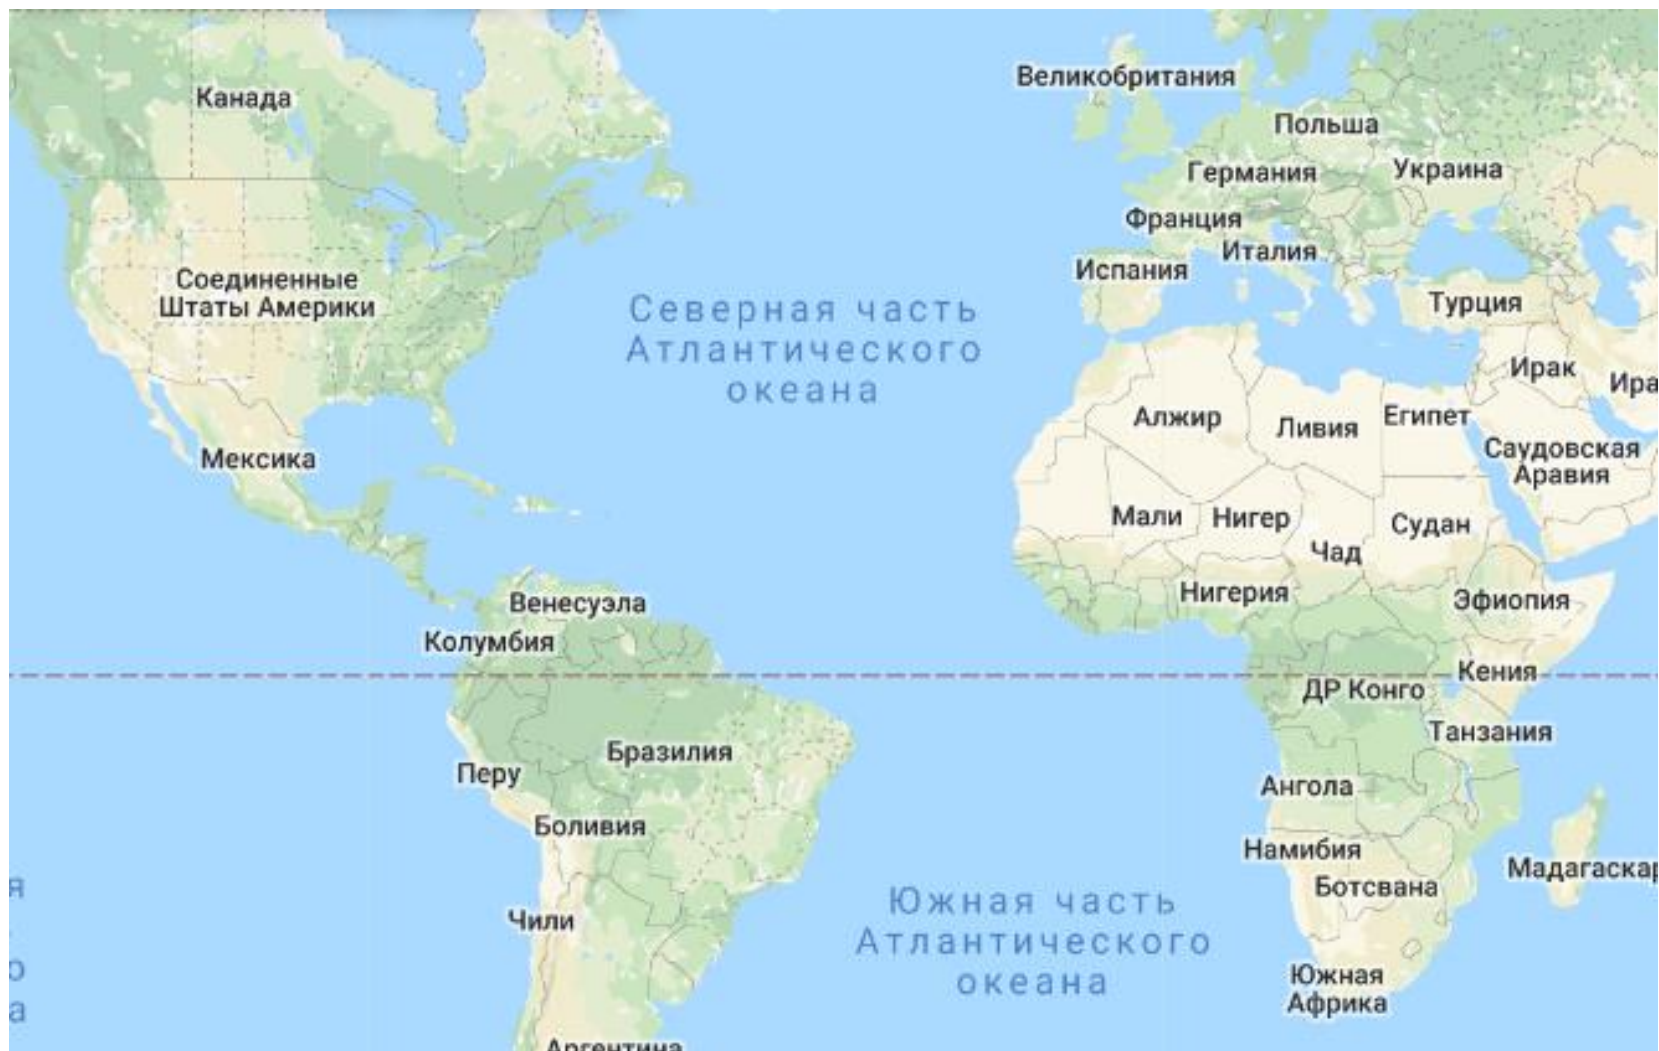 Великобритания
Канада
Польша
Германия
Украина
Франция
Италия
Испания
Соединенные
Штаты Америки
Северная часть
Атлантического
океана
Турция
Ирак
Ира
Алжир
Ливия
Египет
Саудовская
Аравия
Мексика
Мали
Нигер
Судан
Чад
Нигерия
Эфиопия
Венесуэла
Колумбия
Кения
ДР Конго
Танзания
Бразилия
Перу
Ангола
Боливия
Намибия
Мадагаскар
Ботсвана
я
Южная часть
Атлантического
океана
Чили
о
а
Южная
Африка
Аргентина